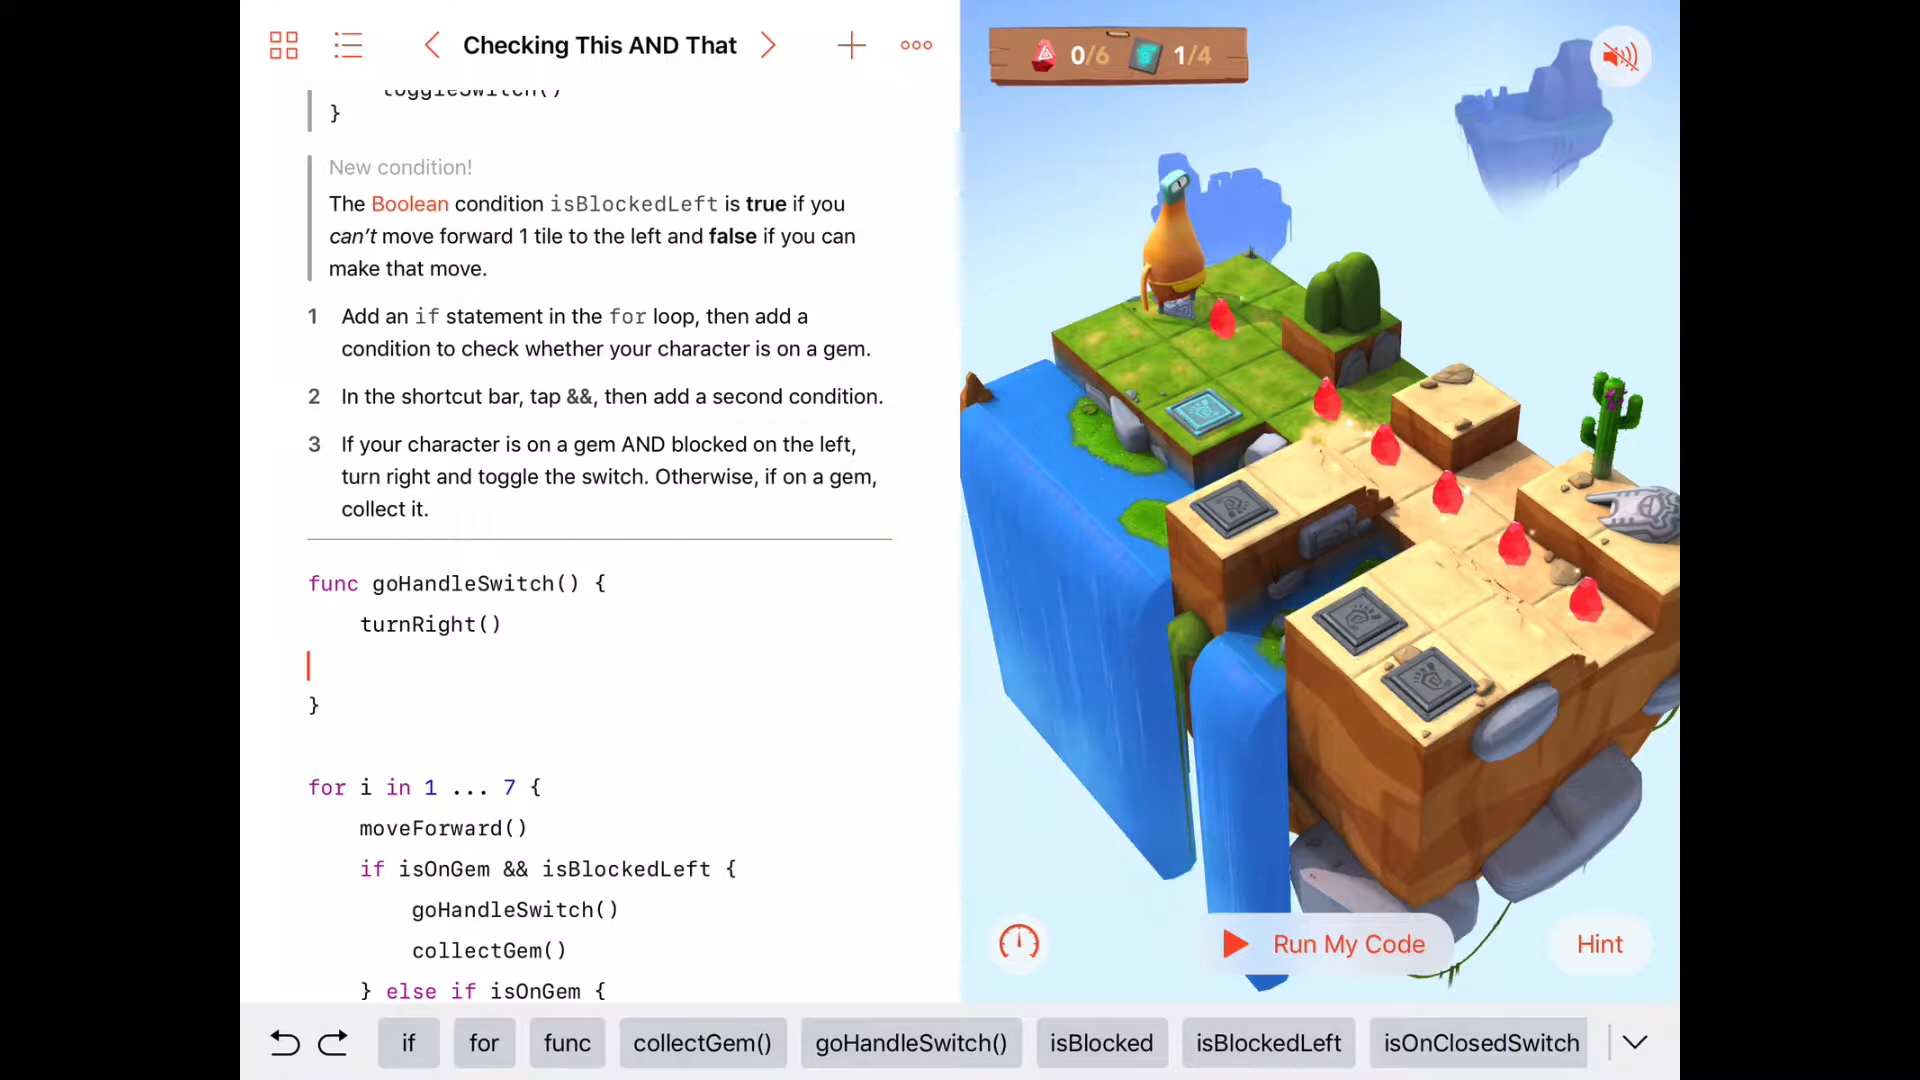 Checking This AND That
0/6 1/4
toggleSwitch()
}
New condition!
The Boolean condition isBlockedLeft is true if you
can't move forward 1 tile to the left and false if you can
make that move.
1 Add an if statement in the for loop, then add a
condition to check whether your character is on a gem.
2 In the shortcut bar, tap &&, then add a second condition.
3 If your character is on a gem AND blocked on the left,
turn right and toggle the switch. Otherwise, if on a gem,
collect it.
func goHandleSwitch() {
turnRight()
}
for i in 1 ... 7 {
moveForward()
if isOnGem && isBlockedLeft {
goHandleSwitch()
collectGem()
} else if isOnGem {
Run My Code
Hint
if for func collectGem() goHandleSwitch() isBlocked isBlockedLeft isOnClosedSwitch